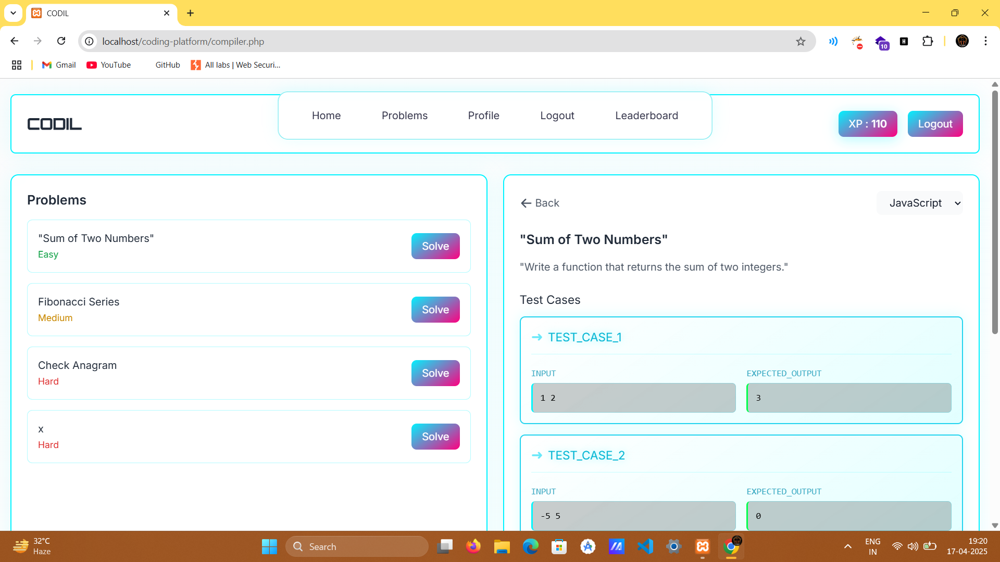 CODIL
localhost/coding-platform/compiler.php
10
H
Gmail
YouTube
GitHub
All labs | Web Securi...
CODIL
Home
Problems
Profile
Logout
Leaderboard
XP : 110
Logout
Problems
"Sum of Two Numbers"
Easy
Solve
Fibonacci Series
Medium
Solve
Check Anagram
Hard
Solve
x
Hard
Solve
Back
JavaScript
"Sum of Two Numbers"
"Write a function that returns the sum of two integers."
Test Cases
TEST_CASE_1
INPUT
EXPECTED_OUTPUT
1 2
3
TEST_CASE_2
INPUT
EXPECTED_OUTPUT
-5 5
0
32°C
Haze
Search
ENG
IN
19:20
17-04-2025